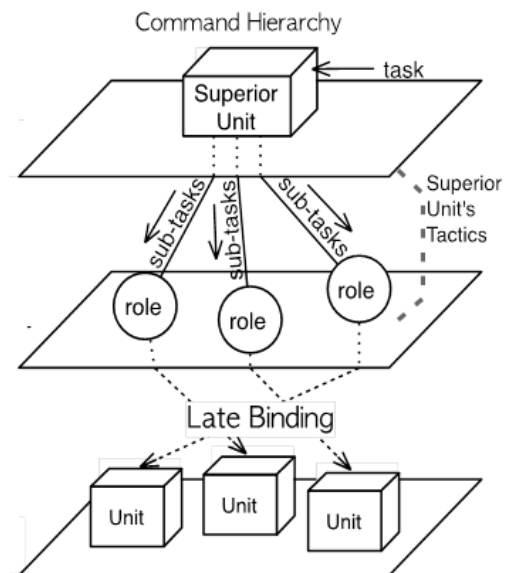 Command Hierarchy
task
Superior
Unit
sub-tasks
sub-tasks
sub-tasks
Superior
Unit's
Tactics
role
role
role
Late Binding
Unit
Unit
Unit